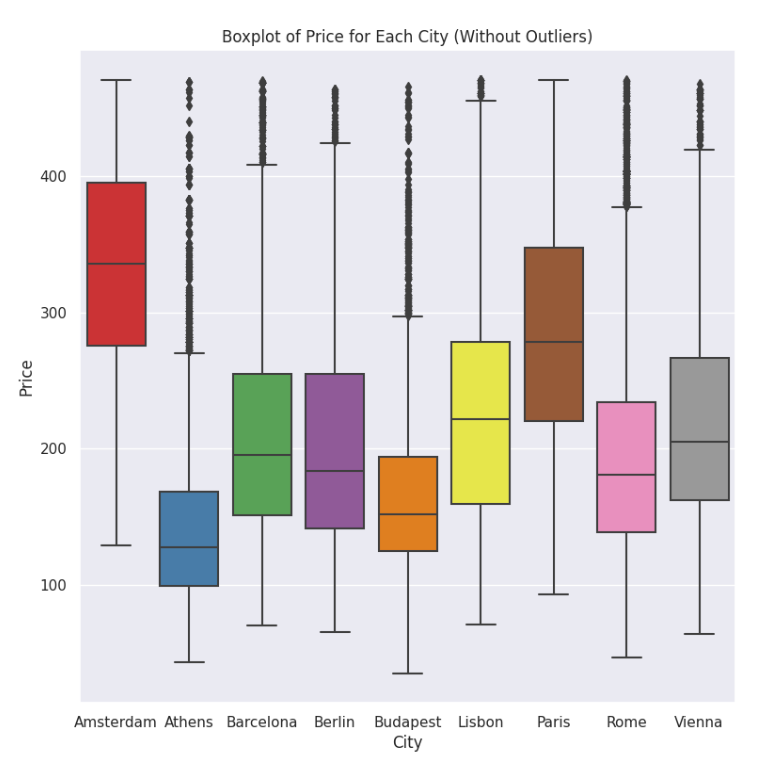 Boxplot of Price for Each City (Without Outliers)
400
300
200
100
Price
Amsterdam Athens Barcelona Berlin Budapest Lisbon Paris Rome Vienna
City